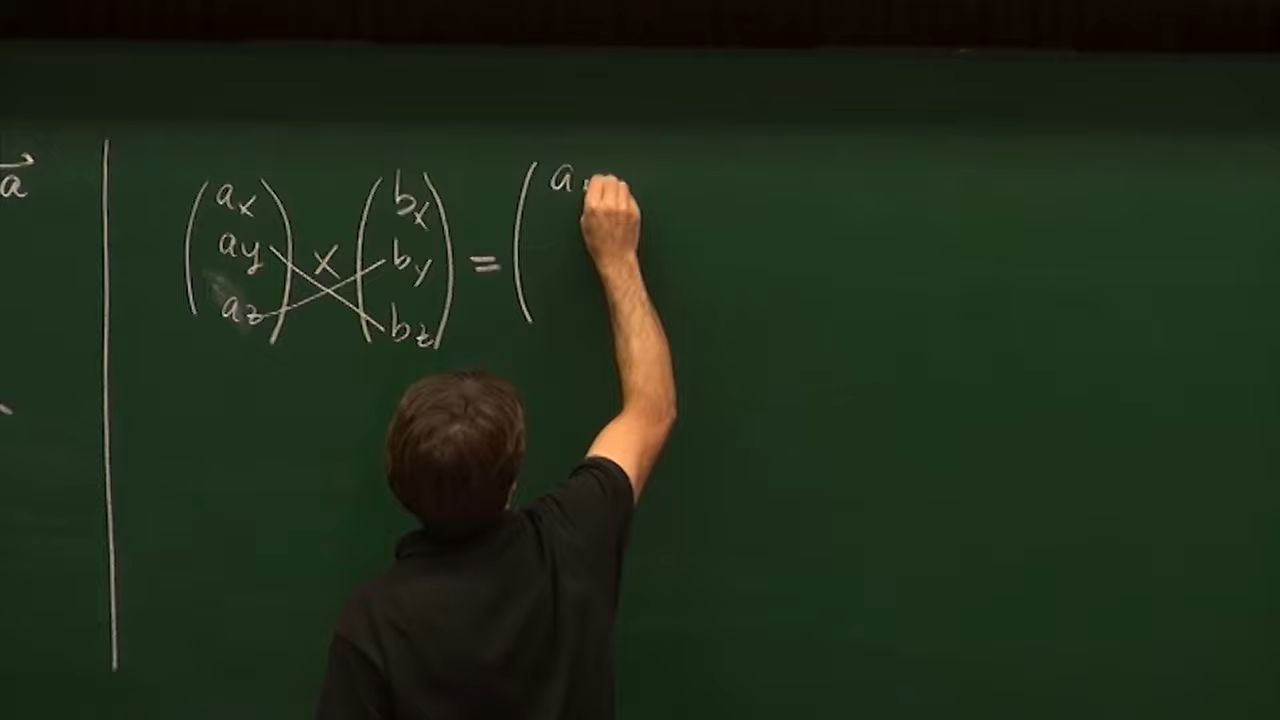 →a
(ax ay az) × (bx by bz) = (a